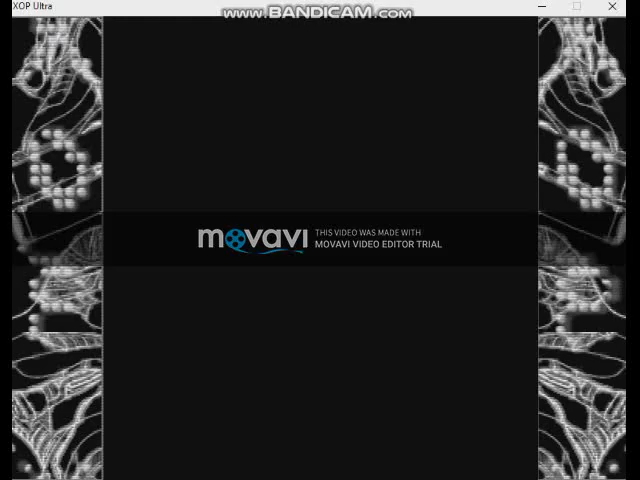 XOP Ultra
WWW.BANDICAM.COM
movavi
THIS VIDEO WAS MADE WITH
MOVAVI VIDEO EDITOR TRIAL